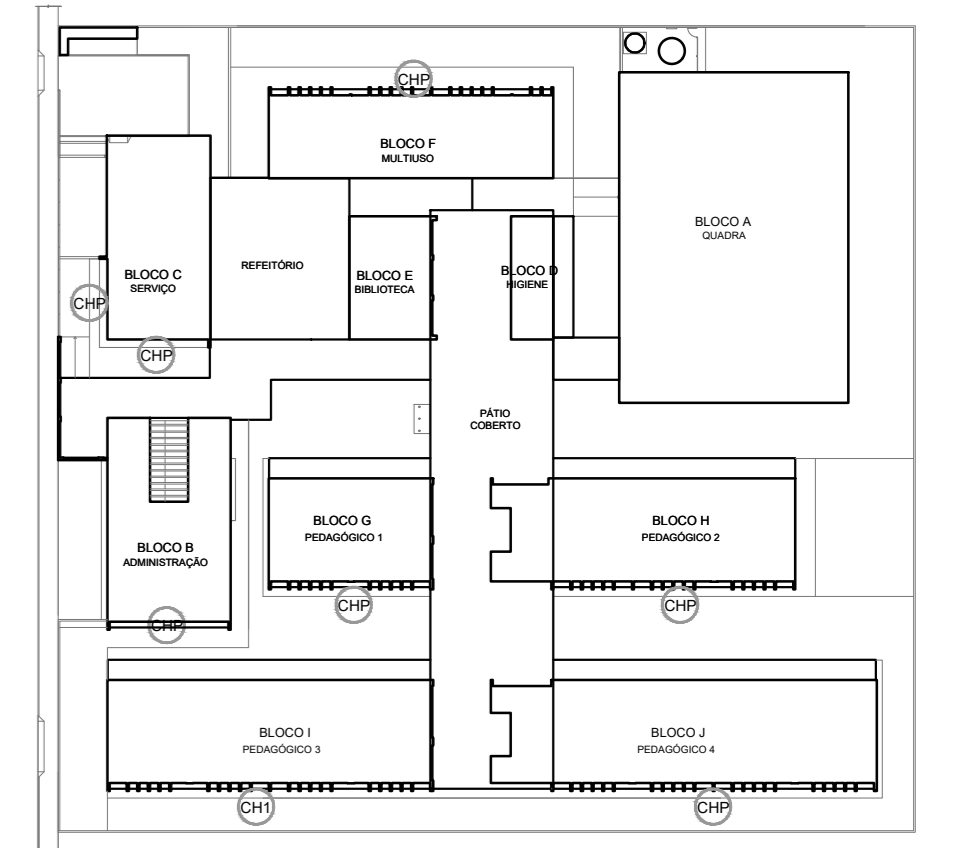 CHP
BLOCO F
MULTIUSO
BLOCO A
QUADRA
BLOCO C
SERVIÇO
REFEITÓRIO
BLOCO E
BIBLIOTECA
BLOCO D
HIGIENE
CHP
CHP
PÁTIO
COBERTO
BLOCO G
PEDAGÓGICO 1
BLOCO H
PEDAGÓGICO 2
BLOCO B
ADMINISTRAÇÃO
CHP
CHP
CHP
BLOCO I
PEDAGÓGICO 3
BLOCO J
PEDAGÓGICO 4
CH1
CHP